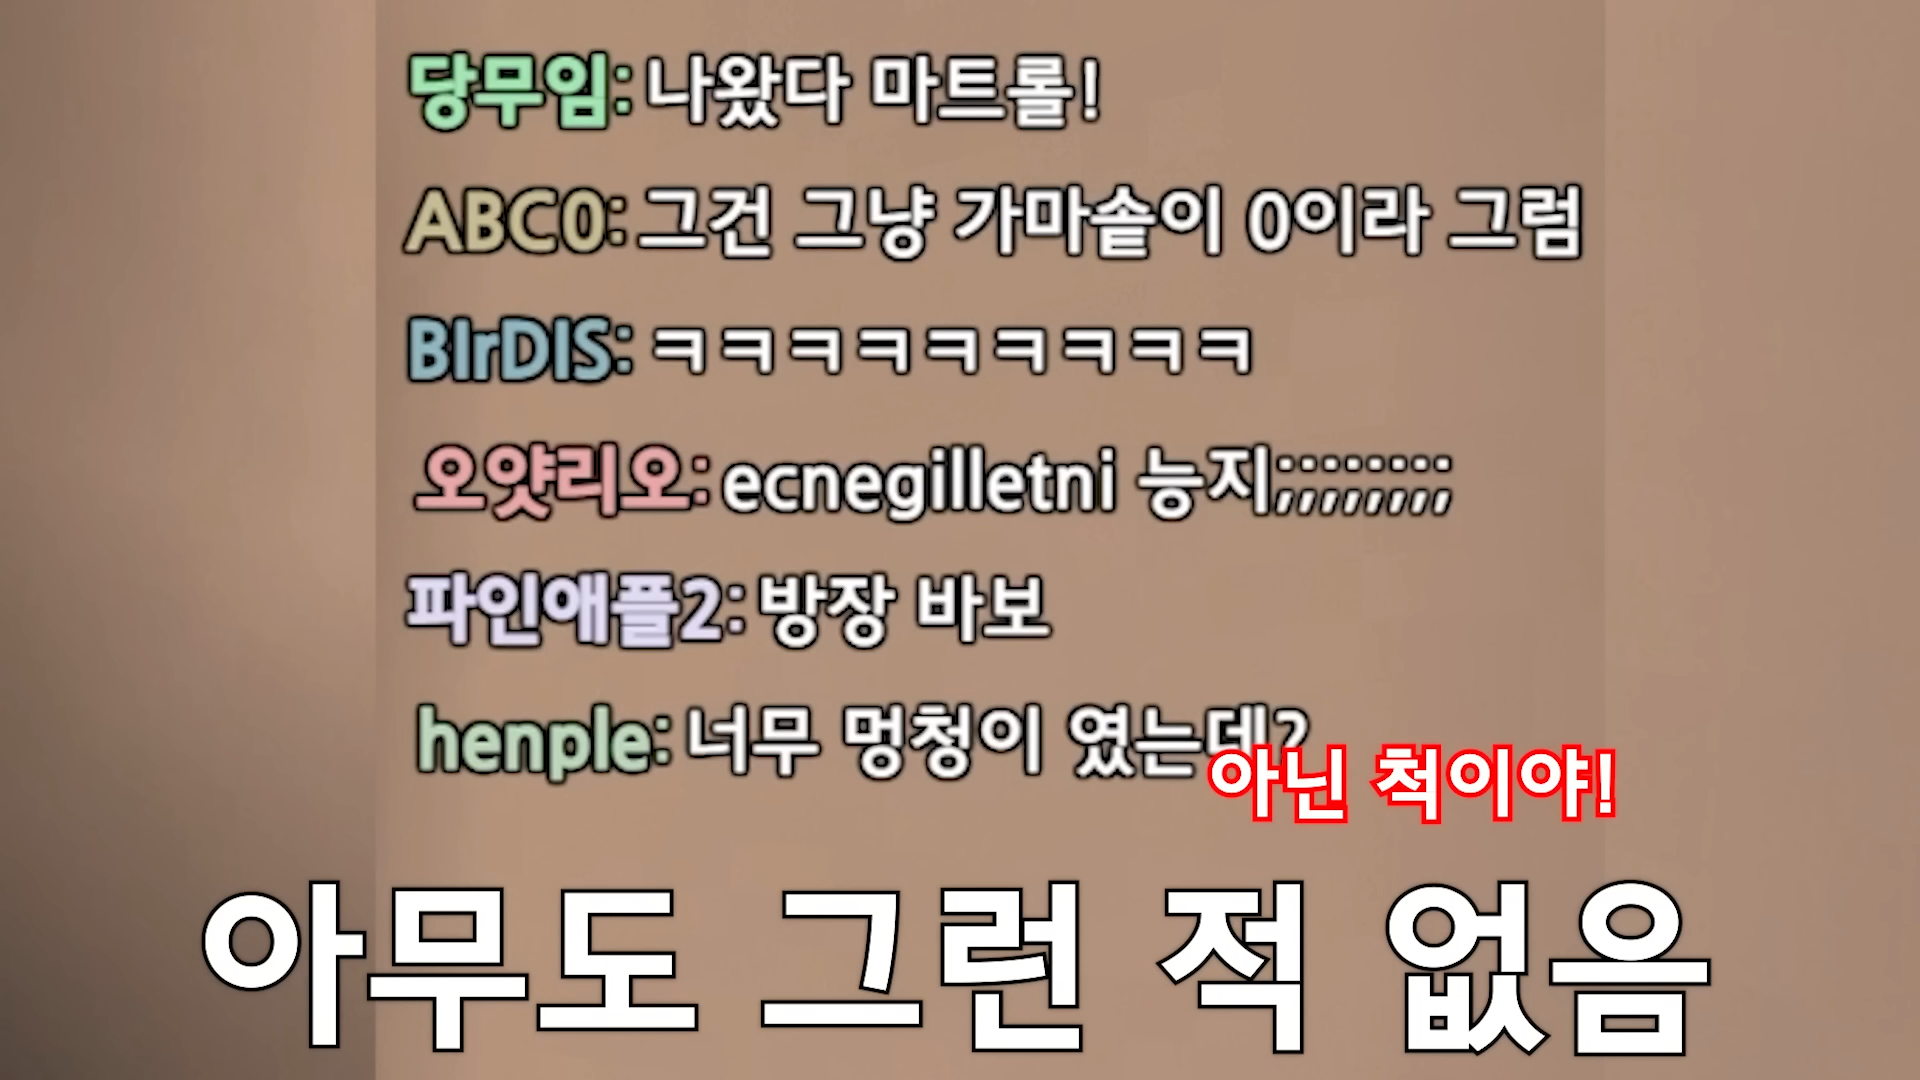 당무임: 나왔다 마트롤!
ABC0: 그건 그냥 가마솥이 0이라 그럼
BIrDIS: ㅋㅋㅋㅋㅋㅋㅋㅋㅋ
오얏리오: ecnegilletni 능지;;;;;;;;
파인애플2: 방장 바보
henple: 너무 멍청이 였는데?
아닌 척이야!
아무도 그런 적 없음